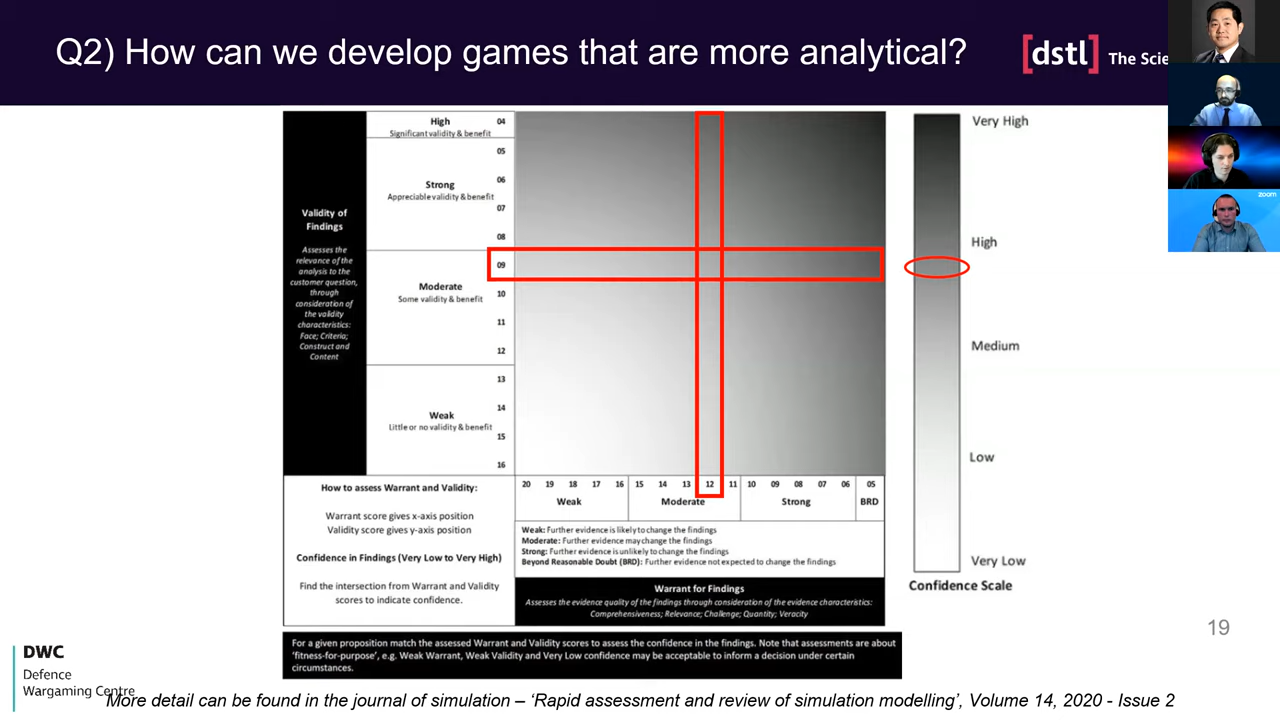 Q2) How can we develop games that are more analytical?
[dstl] The Scie
zoom
High
Significant validity & benefit
04
05
Strong
Appreciable validity & benefit
06
07
08
Validity of
Findings
Assesses the
relevance of the
analysis to the
customer question,
through
consideration of
the validity
characteristics:
Face; Criteria;
Construct and
Content
09
Moderate
Some validity & benefit
10
11
12
13
Weak
Little or no validity & benefit
14
15
16
20 19 18 17 16 15 14 13 12 11 10 09 08 07 06 05
Weak Moderate Strong BRD
How to assess Warrant and Validity:
Warrant score gives x-axis position
Validity score gives y-axis position
Confidence in Findings (Very Low to Very High)
Find the intersection from Warrant and Validity
scores to indicate confidence.
Weak: Further evidence is likely to change the findings
Moderate: Further evidence may change the findings
Strong: Further evidence is unlikely to change the findings
Beyond Reasonable Doubt (BRD): Further evidence not expected to change the findings
Warrant for Findings
Assesses the evidence quality of the findings through consideration of the evidence characteristics:
Comprehensiveness; Relevance; Challenge; Quantity; Veracity
Very High
High
Medium
Low
Very Low
Confidence Scale
For a given proposition match the assessed Warrant and Validity scores to assess the confidence in the findings. Note that assessments are about
'fitness-for-purpose', e.g. Weak Warrant, Weak Validity and Very Low confidence may be acceptable to inform a decision under certain
circumstances.
19
DWC
Defence
Wargaming Centre
More detail can be found in the journal of simulation – 'Rapid assessment and review of simulation modelling', Volume 14, 2020 - Issue 2